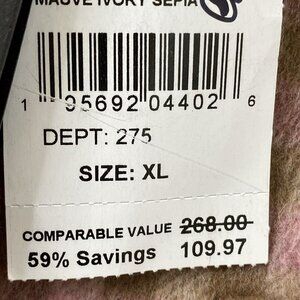 MAUVE IVORY SEPIA
1 95692 04402 6
DEPT: 275
SIZE: XL
COMPARABLE VALUE 268.00
59% Savings 109.97